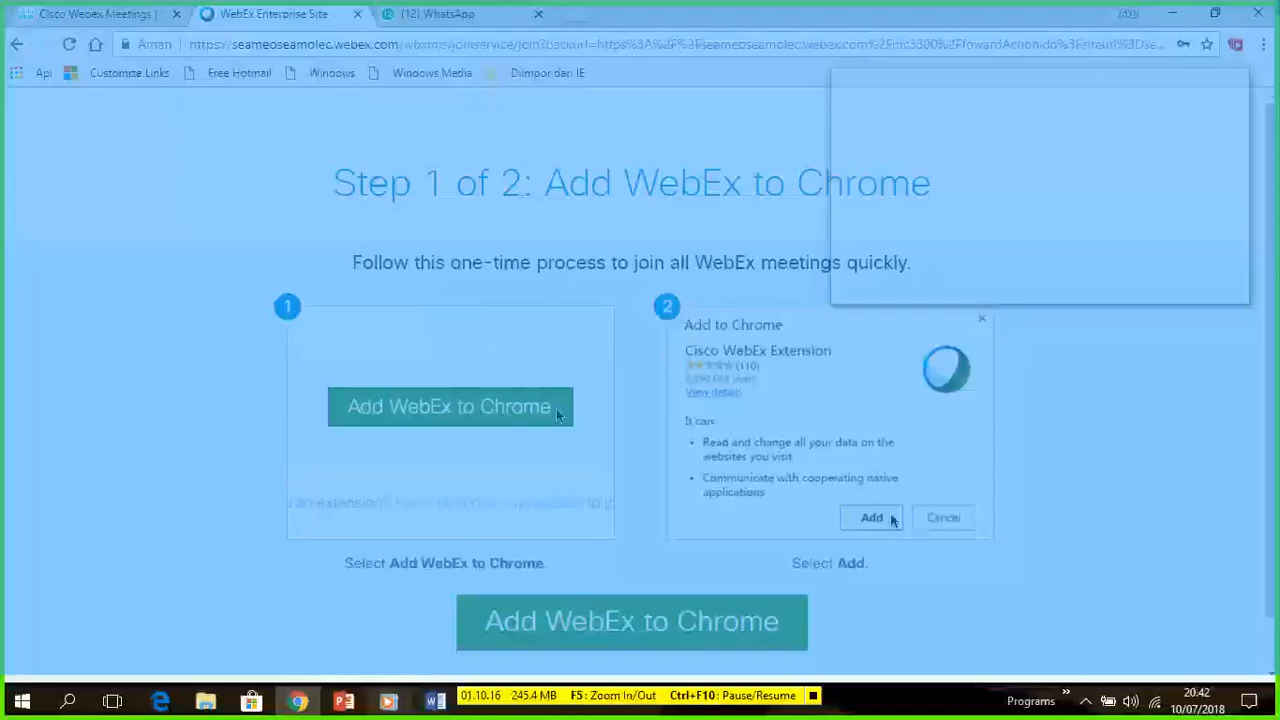 Cisco Webex Meetings |
WebEx Enterprise Site
(12) WhatsApp
Aman
Api
Customize Links
Free Hotmail
Windows
Windows Media
Diimpor dari IE
Step 1 of 2: Add WebEx to Chrome
Follow this one-time process to join all WebEx meetings quickly.
1
Add WebEx to Chrome
Select Add WebEx to Chrome.
2
Add to Chrome
Cisco WebEx Extension
(110)
View details
It can:
Read and change all your data on the
websites you visit
Communicate with cooperating native
applications
Add
Cancel
Select Add.
Add WebEx to Chrome
01.10.16 245.4 MB F5: Zoom In/Out Ctrl+F10: Pause/Resume
Programs
20.42
10/07/2018